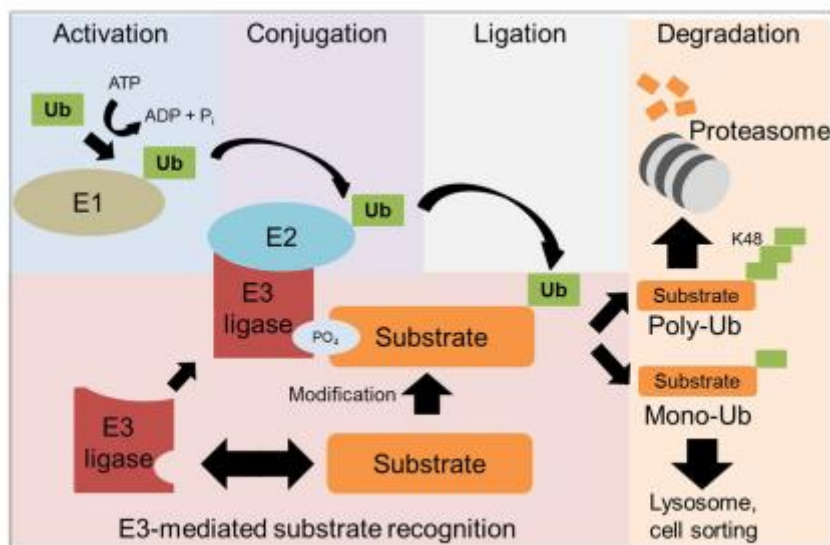 Activation
Conjugation
Ligation
Degradation
ATP
Ub
ADP + Pi
Ub
E1
Ub
E2
Ub
E3
ligase
PO4
Substrate
Modification
E3
ligase
Substrate
E3-mediated substrate recognition
Proteasome
K48
Substrate
Poly-Ub
Substrate
Mono-Ub
Lysosome,
cell sorting